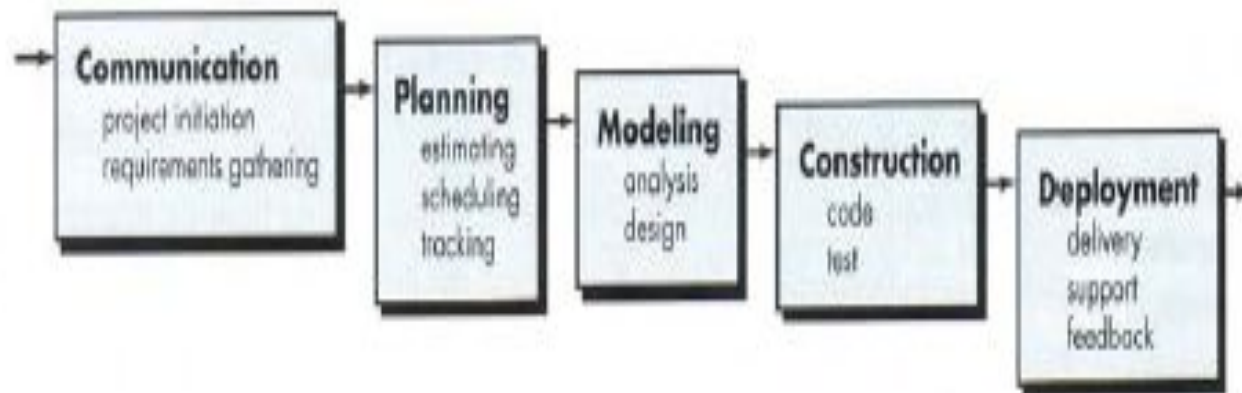 Communication
project initiation
requirements gathering
Planning
estimating
scheduling
tracking
Modeling
analysis
design
Construction
code
test
Deployment
delivery
support
feedback